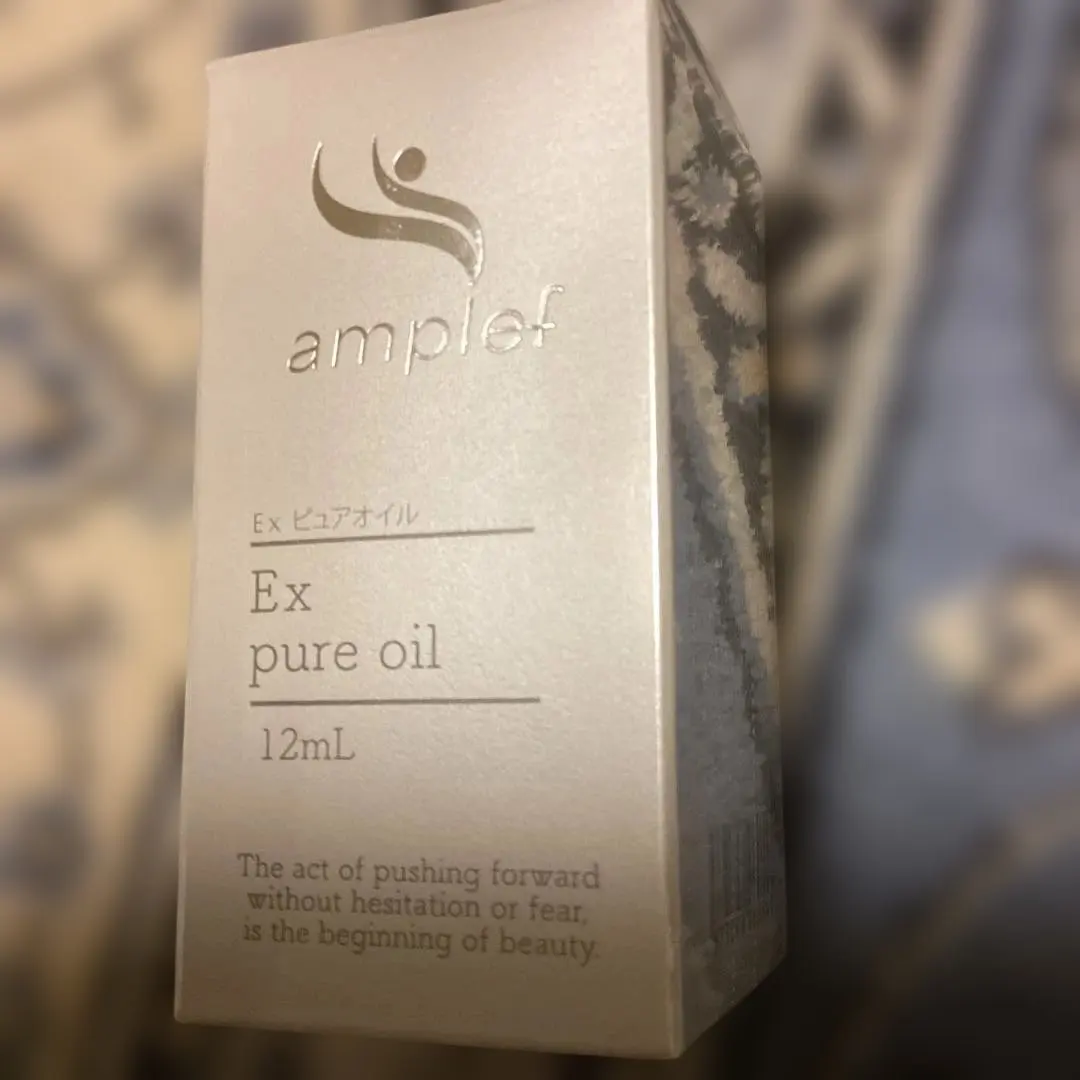 amplef
Ex ピュアオイル
Ex
pure oil
12mL
The act of pushing forward
without hesitation or fear,
is the beginning of beauty.